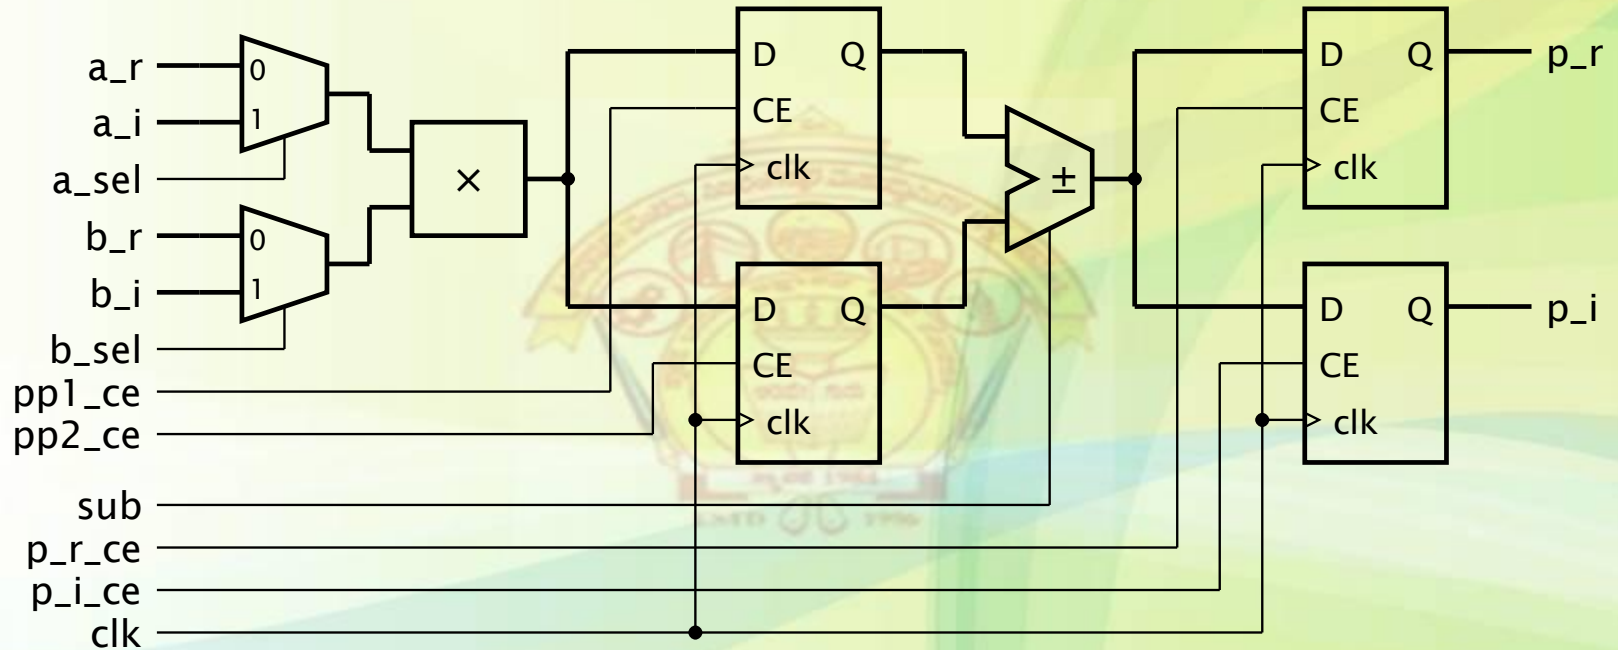 a_r
a_i
a_sel
b_r
b_i
b_sel
pp1_ce
pp2_ce
sub
p_r_ce
p_i_ce
clk
0
1
0
1
×
D Q
CE
clk
D Q
CE
clk
±
D Q
CE
clk
D Q
CE
clk
p_r
p_i